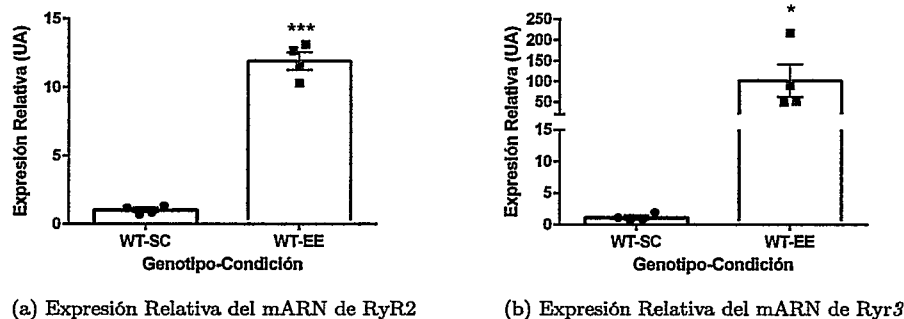 Expresión Relativa (UA)
15
10
5
0
***
WT-SC
WT-EE
Genotipo-Condición
(a) Expresión Relativa del mARN de RyR2
Expresión Relativa (UA)
250
200
150
100
50
15
10
5
0
*
WT-SC
WT-EE
Genotipo-Condición
(b) Expresión Relativa del mARN de Ryr3